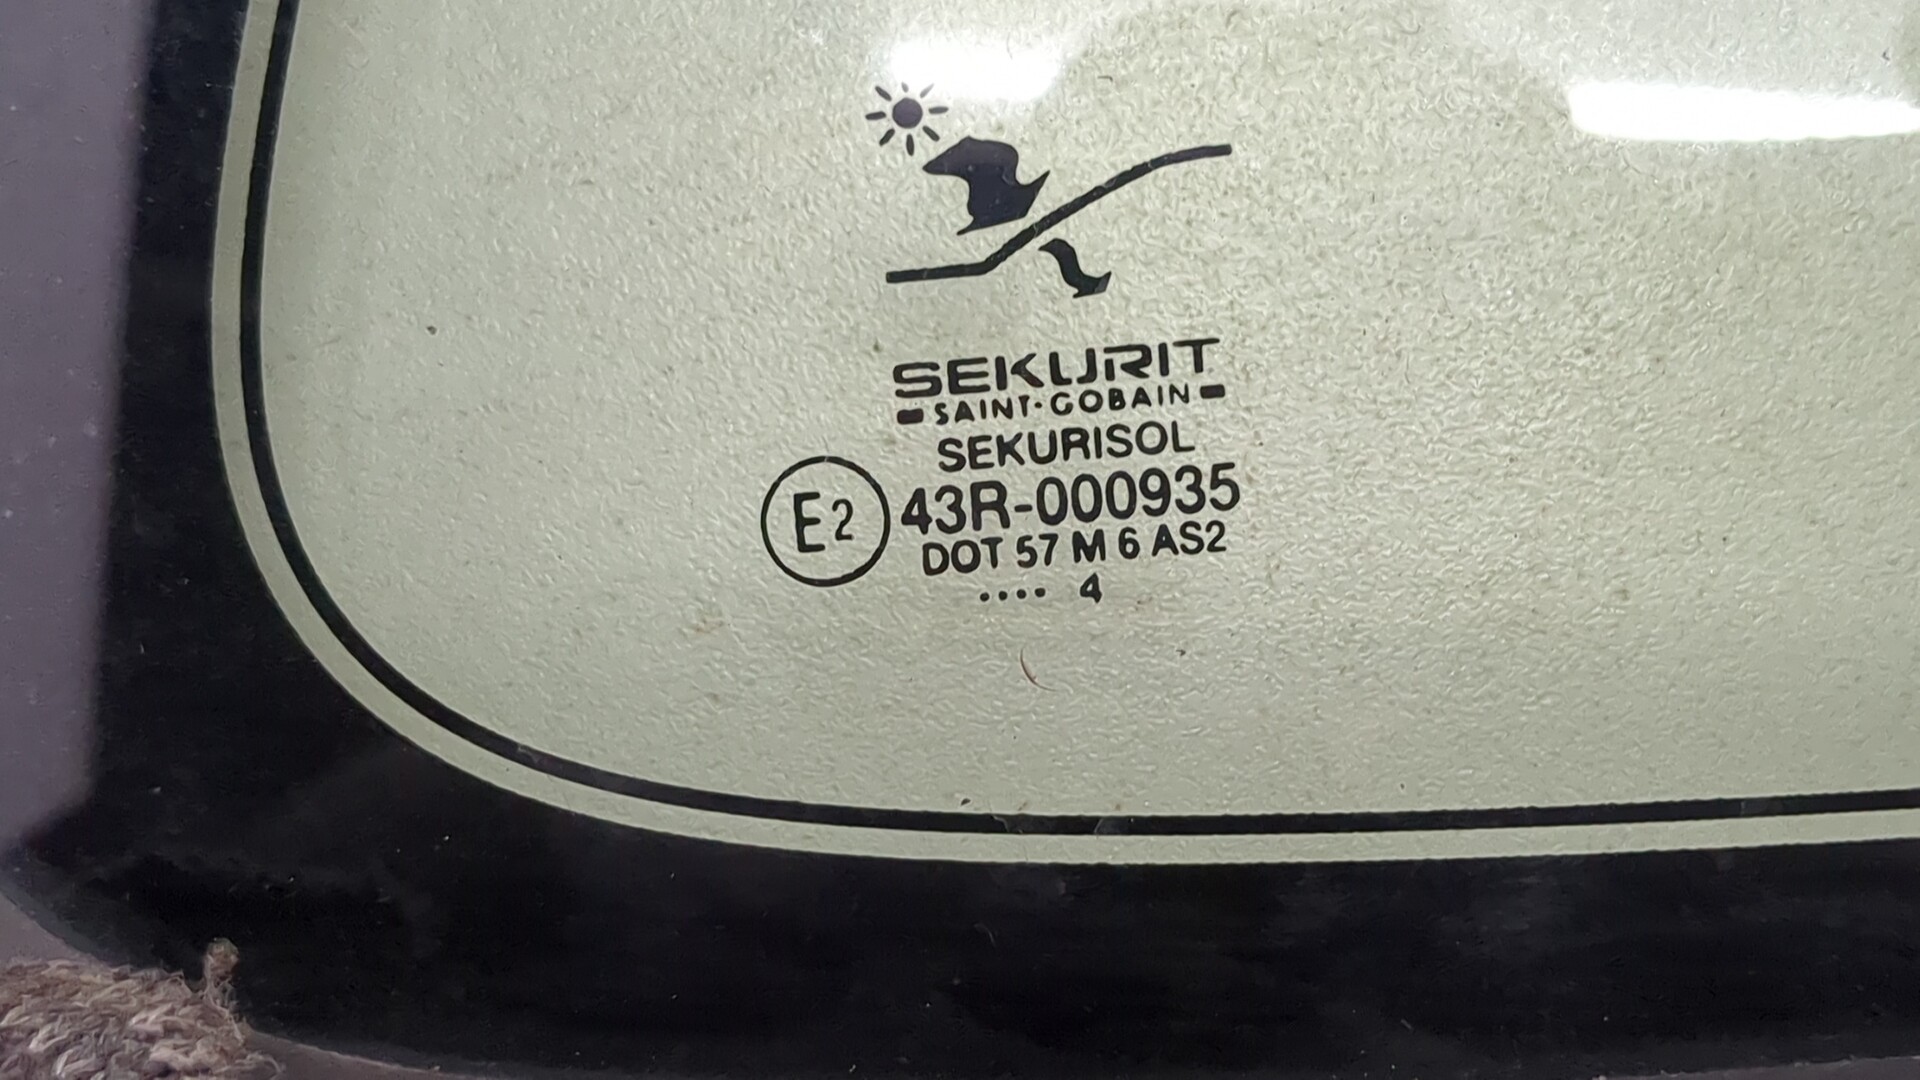 SEKURIT
SAINT-GOBAIN
SEKURISOL
E2 43R-000935
DOT 57 M 6 AS2
.... 4